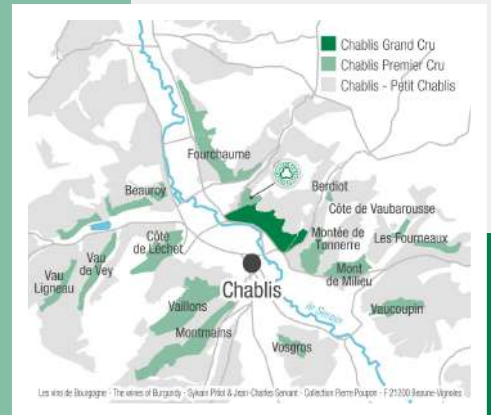 Chablis Grand Cru
Chablis Premier Cru
Chablis - Petit Chablis
Fourchaume
Beauroy
Berdiot
Côte de Vaubarousse
Côte
de Léchet
Montée de
Tonnerre
Les Fourneaux
Vau
de Vey
Vau
Ligneau
Mont
de Milieu
Chablis
Vaillons
Vaucoupin
le Serein
Montmains
Vosgros
Les vins de Bourgogne - The wines of Burgundy - Sylvain Pitiot & Jean-Charles Servant - Collection Pierre Poupon - F 21200 Beaune-Vignoles